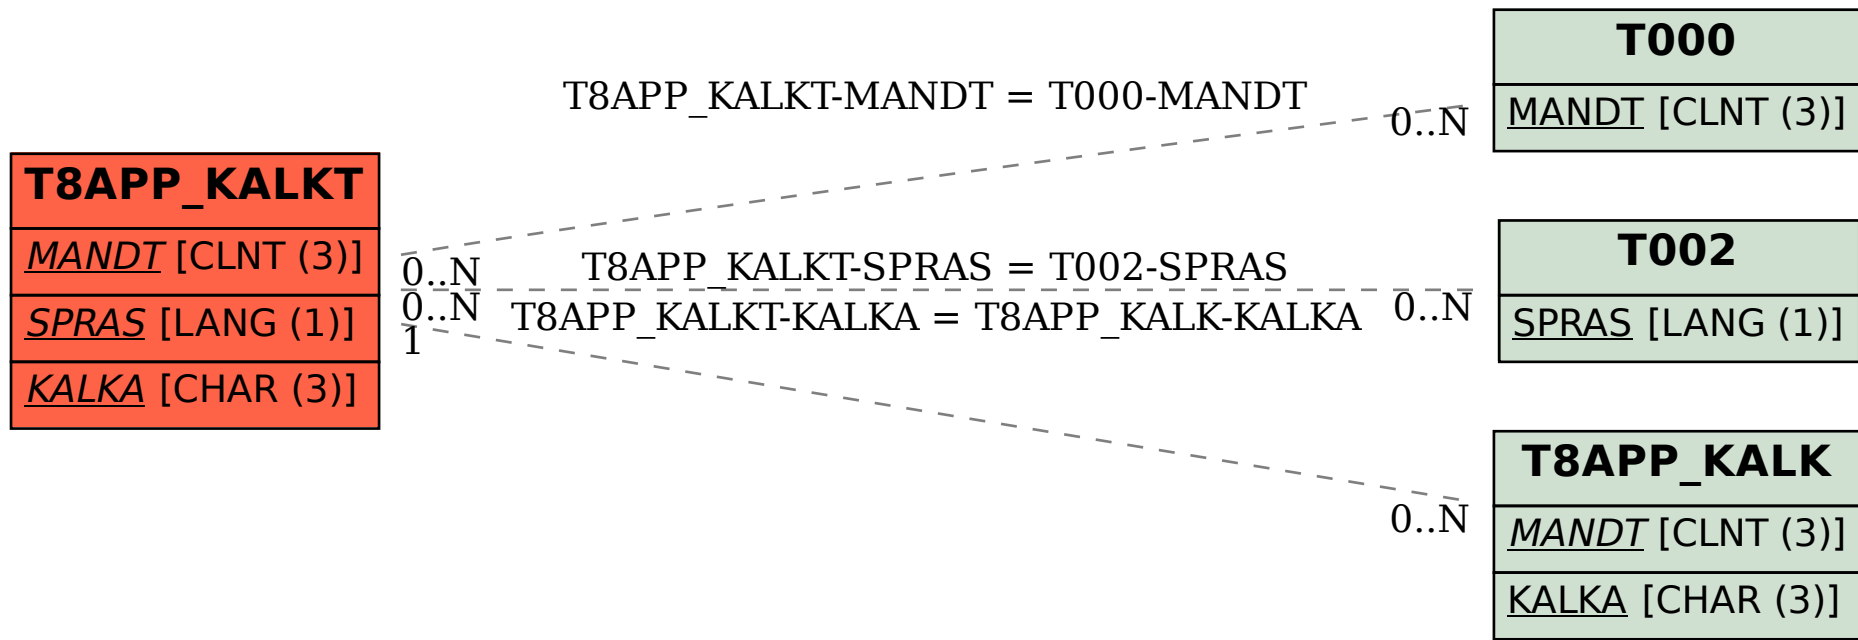 T8APP_KALKT
MANDT [CLNT (3)]
SPRAS [LANG (1)]
KALKA [CHAR (3)]
T8APP_KALKT-MANDT = T000-MANDT
0..N
0..N
T8APP_KALKT-SPRAS = T002-SPRAS
0..N
0..N
T8APP_KALKT-KALKA = T8APP_KALK-KALKA
1
0..N
T000
MANDT [CLNT (3)]
T002
SPRAS [LANG (1)]
T8APP_KALK
MANDT [CLNT (3)]
KALKA [CHAR (3)]